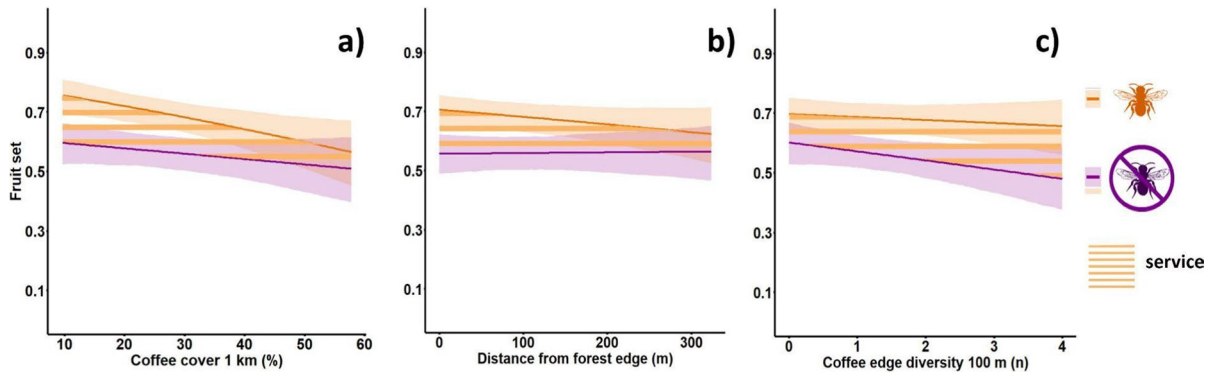 a)
Fruit set
0.9
0.7
0.5
0.3
0.1
10 20 30 40 50 60
Coffee cover 1 km (%)
b)
0.9
0.7
0.5
0.3
0.1
0 100 200 300
Distance from forest edge (m)
c)
0.9
0.7
0.5
0.3
0.1
0 1 2 3 4
Coffee edge diversity 100 m (n)
service